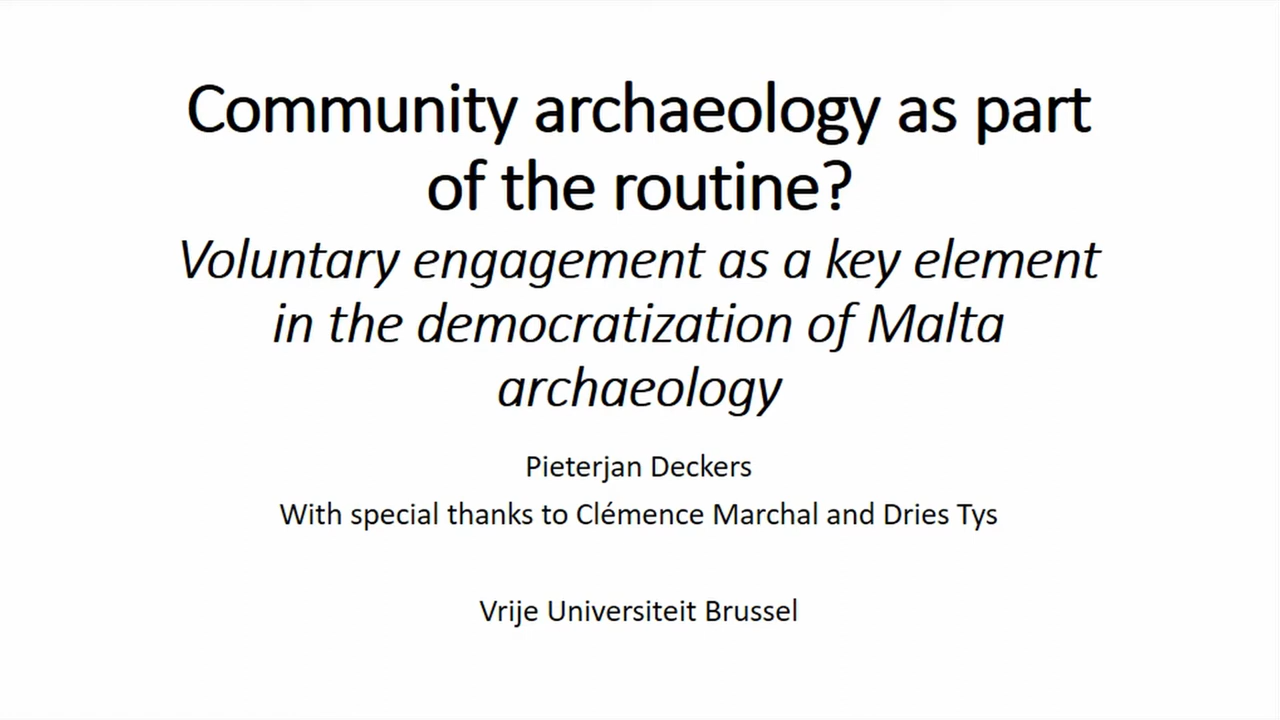 Community archaeology as part
of the routine?
Voluntary engagement as a key element
in the democratization of Malta
archaeology
Pieterjan Deckers
With special thanks to Clémence Marchal and Dries Tys
Vrije Universiteit Brussel